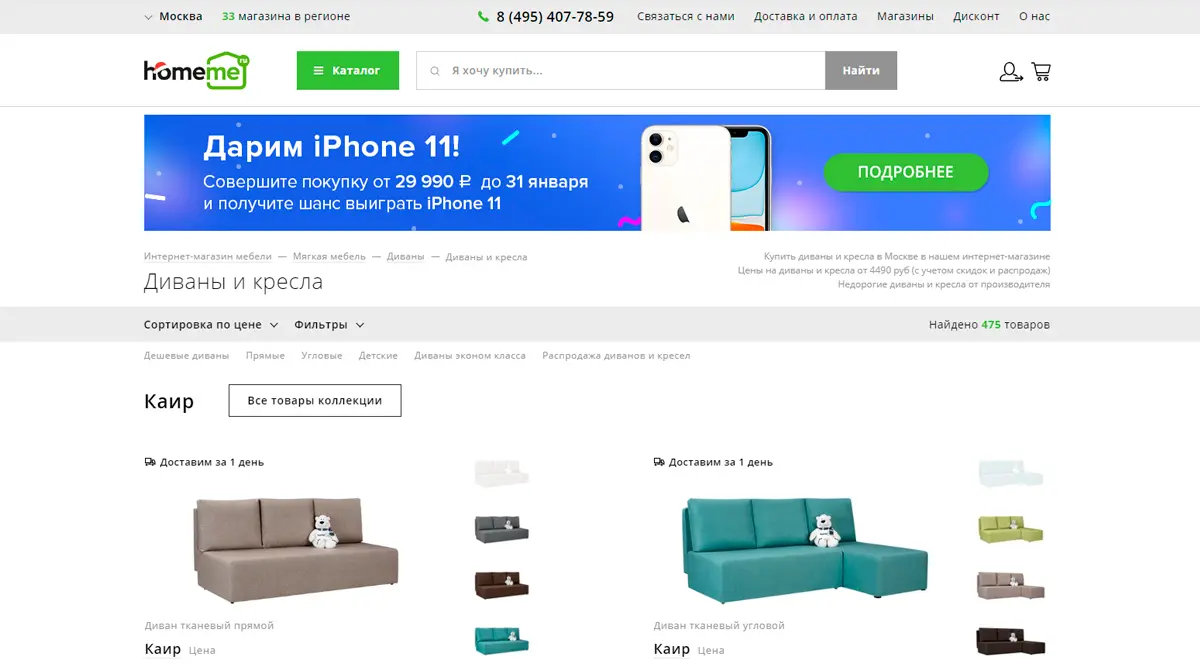 Москва
33 магазина в регионе
8 (495) 407-78-59
Связаться с нами
Доставка и оплата
Магазины
Дисконт
О нас
homeme ru
Каталог
Я хочу купить...
Найти
Дарим iPhone 11!
Совершите покупку от 29 990 ₽ до 31 января
и получите шанс выиграть iPhone 11
ПОДРОБНЕЕ
Интернет-магазин мебели — Мягкая мебель — Диваны — Диваны и кресла
Диваны и кресла
Купить диваны и кресла в Москве в нашем интернет-магазине
Цены на диваны и кресла от 4490 руб (с учетом скидок и распродаж)
Недорогие диваны и кресла от производителя
Сортировка по цене
Фильтры
Найдено 475 товаров
Дешевые диваны
Прямые
Угловые
Детские
Диваны эконом класса
Распродажа диванов и кресел
Каир
Все товары коллекции
Доставим за 1 день
Доставим за 1 день
Диван тканевый прямой
Каир Цена
Диван тканевый угловой
Каир Цена